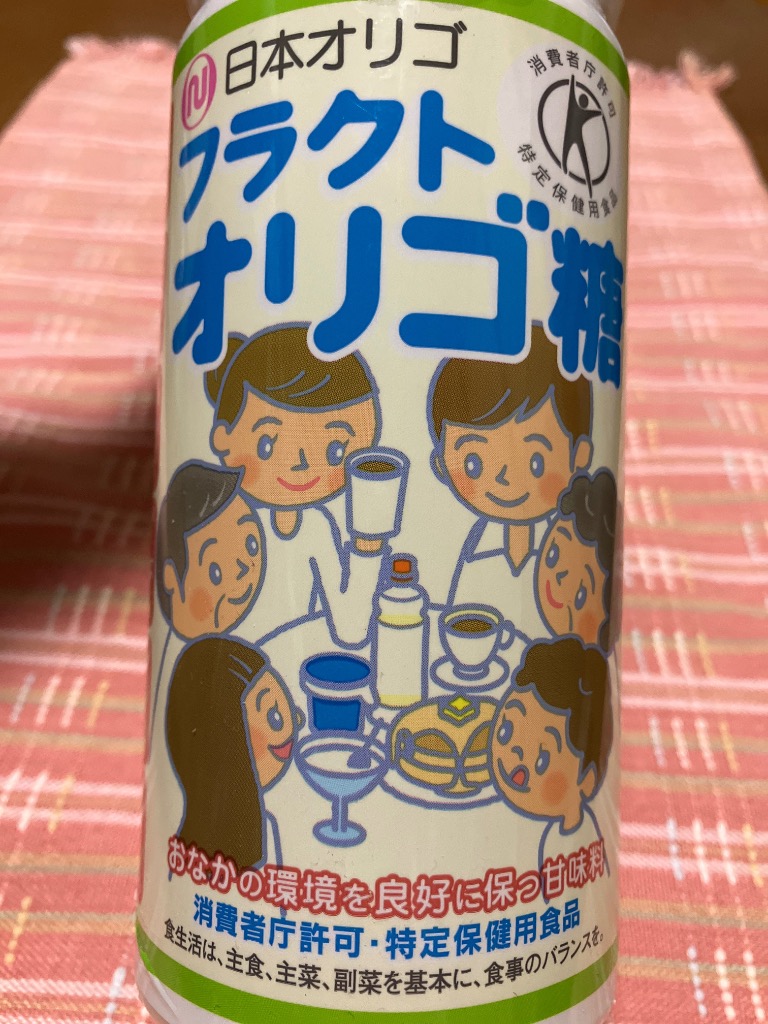 N 日本オリゴ
消費者庁許可
特定保健用食品
フラクト
オリゴ糖
おなかの環境を良好に保つ甘味料
消費者庁許可・特定保健用食品
食生活は、主食、主菜、副菜を基本に、食事のバランスを。